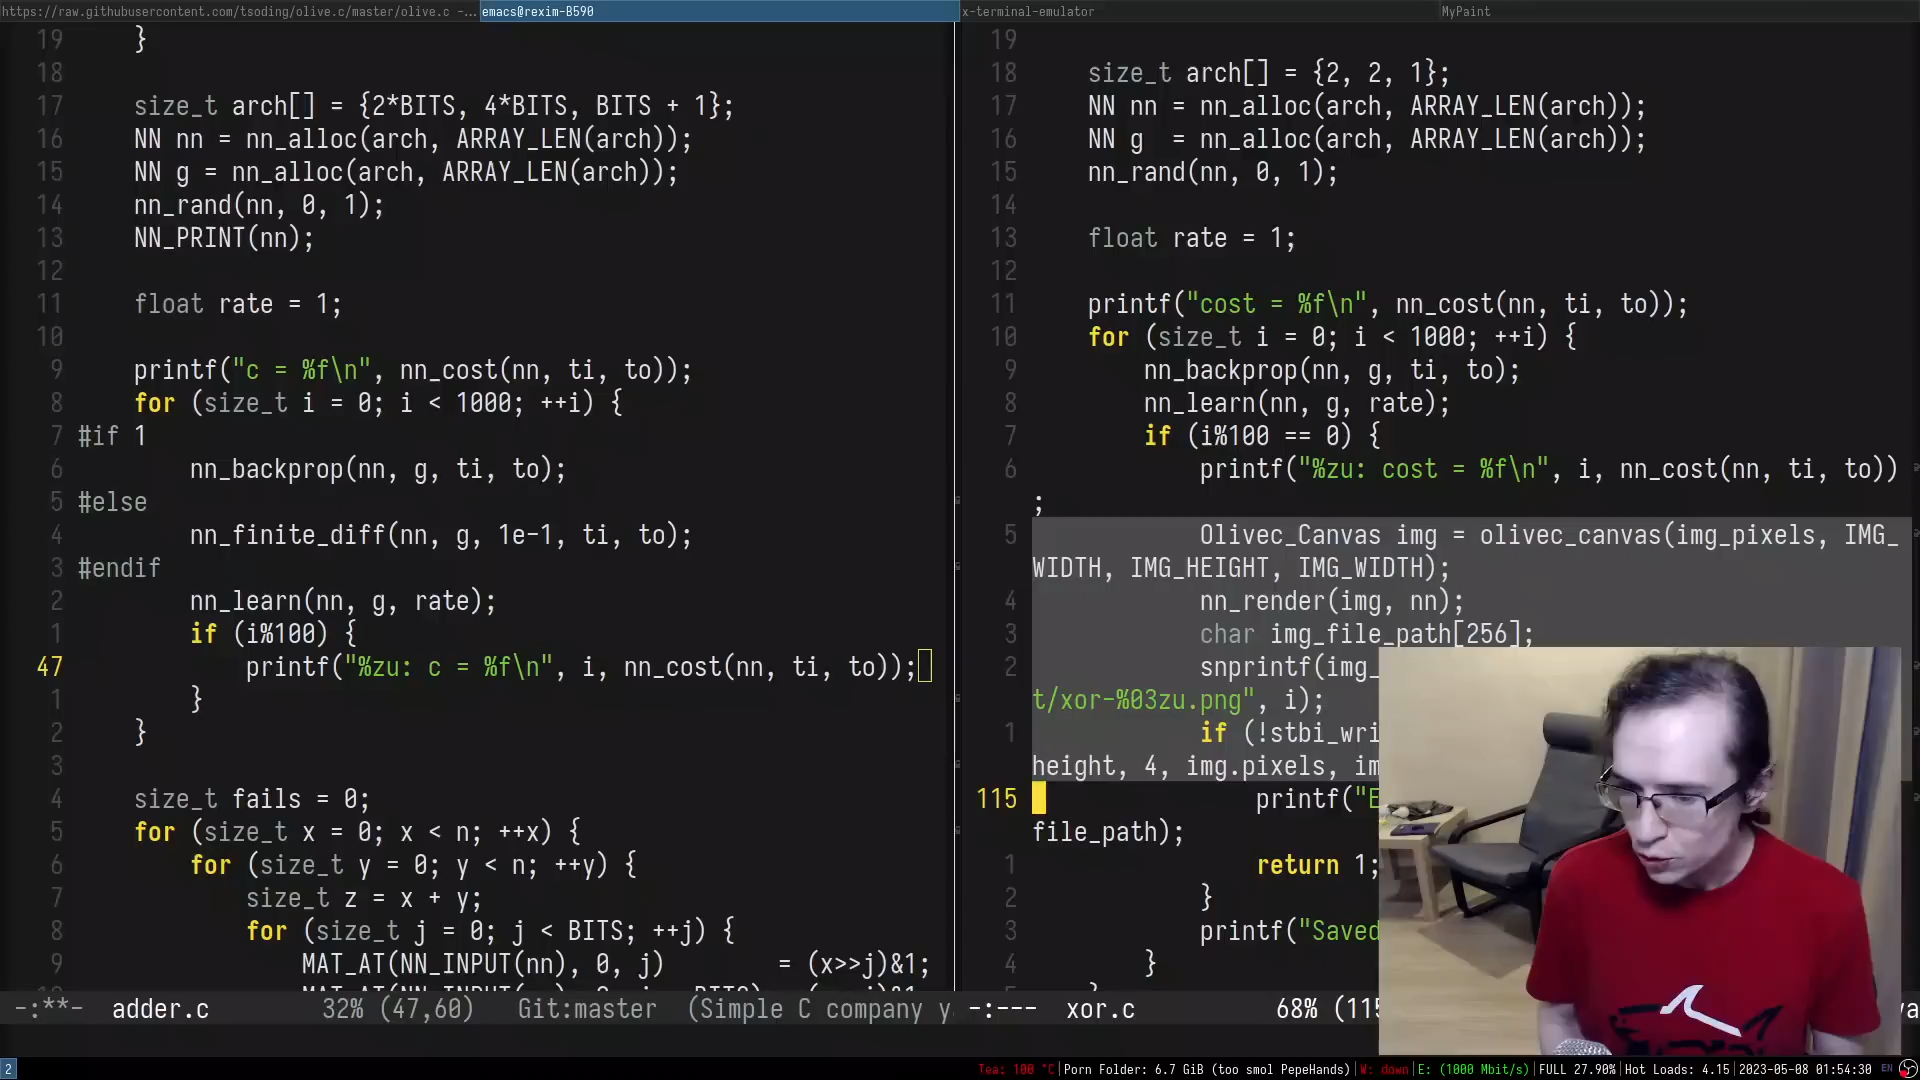 https://raw.githubusercontent.com/tsoding/olive.c/master/olive.c -...
emacs@rexim-B590
x-terminal-emulator
MyPaint
19 }
18
17 size_t arch[] = {2*BITS, 4*BITS, BITS + 1};
16 NN nn = nn_alloc(arch, ARRAY_LEN(arch));
15 NN g = nn_alloc(arch, ARRAY_LEN(arch));
14 nn_rand(nn, 0, 1);
13 NN_PRINT(nn);
12
11 float rate = 1;
10
9 printf("c = %f\n", nn_cost(nn, ti, to));
8 for (size_t i = 0; i < 1000; ++i) {
7 #if 1
6 nn_backprop(nn, g, ti, to);
5 #else
4 nn_finite_diff(nn, g, 1e-1, ti, to);
3 #endif
2 nn_learn(nn, g, rate);
1 if (i%100) {
47 printf("%zu: c = %f\n", i, nn_cost(nn, ti, to));
1 }
2 }
3
4 size_t fails = 0;
5 for (size_t x = 0; x < n; ++x) {
6 for (size_t y = 0; y < n; ++y) {
7 size_t z = x + y;
8 for (size_t j = 0; j < BITS; ++j) {
9 MAT_AT(NN_INPUT(nn), 0, j) = (x>>j)&1;
-:**- adder.c 32% (47,60) Git:master (Simple C company y
19
18 size_t arch[] = {2, 2, 1};
17 NN nn = nn_alloc(arch, ARRAY_LEN(arch));
16 NN g = nn_alloc(arch, ARRAY_LEN(arch));
15 nn_rand(nn, 0, 1);
14
13 float rate = 1;
12
11 printf("cost = %f\n", nn_cost(nn, ti, to));
10 for (size_t i = 0; i < 1000; ++i) {
9 nn_backprop(nn, g, ti, to);
8 nn_learn(nn, g, rate);
7 if (i%100 == 0) {
6 printf("%zu: cost = %f\n", i, nn_cost(nn, ti, to))
;
5 Olivec_Canvas img = olivec_canvas(img_pixels, IMG_
WIDTH, IMG_HEIGHT, IMG_WIDTH);
4 nn_render(img, nn);
3 char img_file_path[256];
2 snprintf(img_
t/xor-%03zu.png", i);
1 if (!stbi_wri
height, 4, img.pixels, im
115 printf("E
file_path);
1 return 1;
2 }
3 printf("Saved
4 }
-:--- xor.c 68% (115
2
Tea: 100 °C|Porn Folder: 6.7 GiB (too smol PepeHands)|W: down|E: (1000 Mbit/s)|FULL 27.90%|Hot Loads: 4.15|2023-05-08 01:54:30 EN